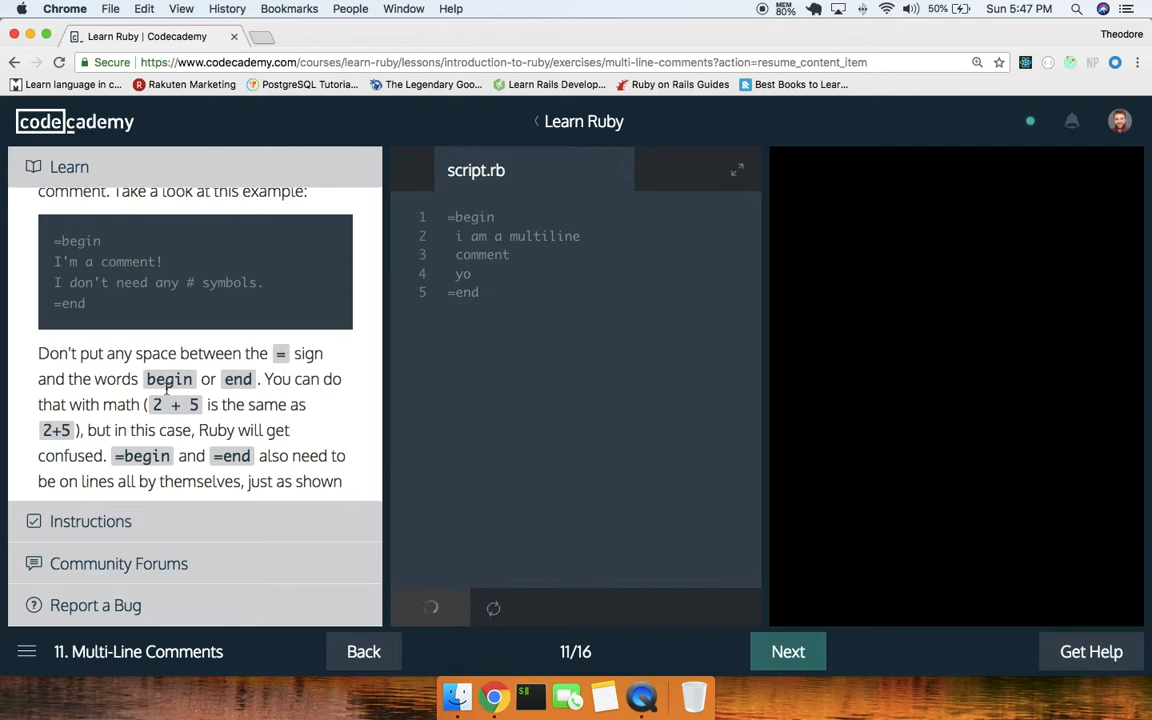 Chrome File Edit View History Bookmarks People Window Help MEM 80% 50% Sun 5:47 PM
Learn Ruby | Codecademy Theodore
Secure https://www.codecademy.com/courses/learn-ruby/lessons/introduction-to-ruby/exercises/multi-line-comments?action=resume_content_item
Learn language in c... Rakuten Marketing PostgreSQL Tutoria... The Legendary Goo... Learn Rails Develop... Ruby on Rails Guides Best Books to Lear...
codecademy Learn Ruby
Learn
script.rb
comment. Take a look at this example:
=begin
I'm a comment!
I don't need any # symbols.
=end
Don't put any space between the = sign
and the words begin or end. You can do
that with math (2 + 5 is the same as
2+5), but in this case, Ruby will get
confused. =begin and =end also need to
be on lines all by themselves, just as shown
1 =begin
2 i am a multiline
3 comment
4 yo
5 =end
Instructions
Community Forums
Report a Bug
11. Multi-Line Comments Back 11/16 Next Get Help